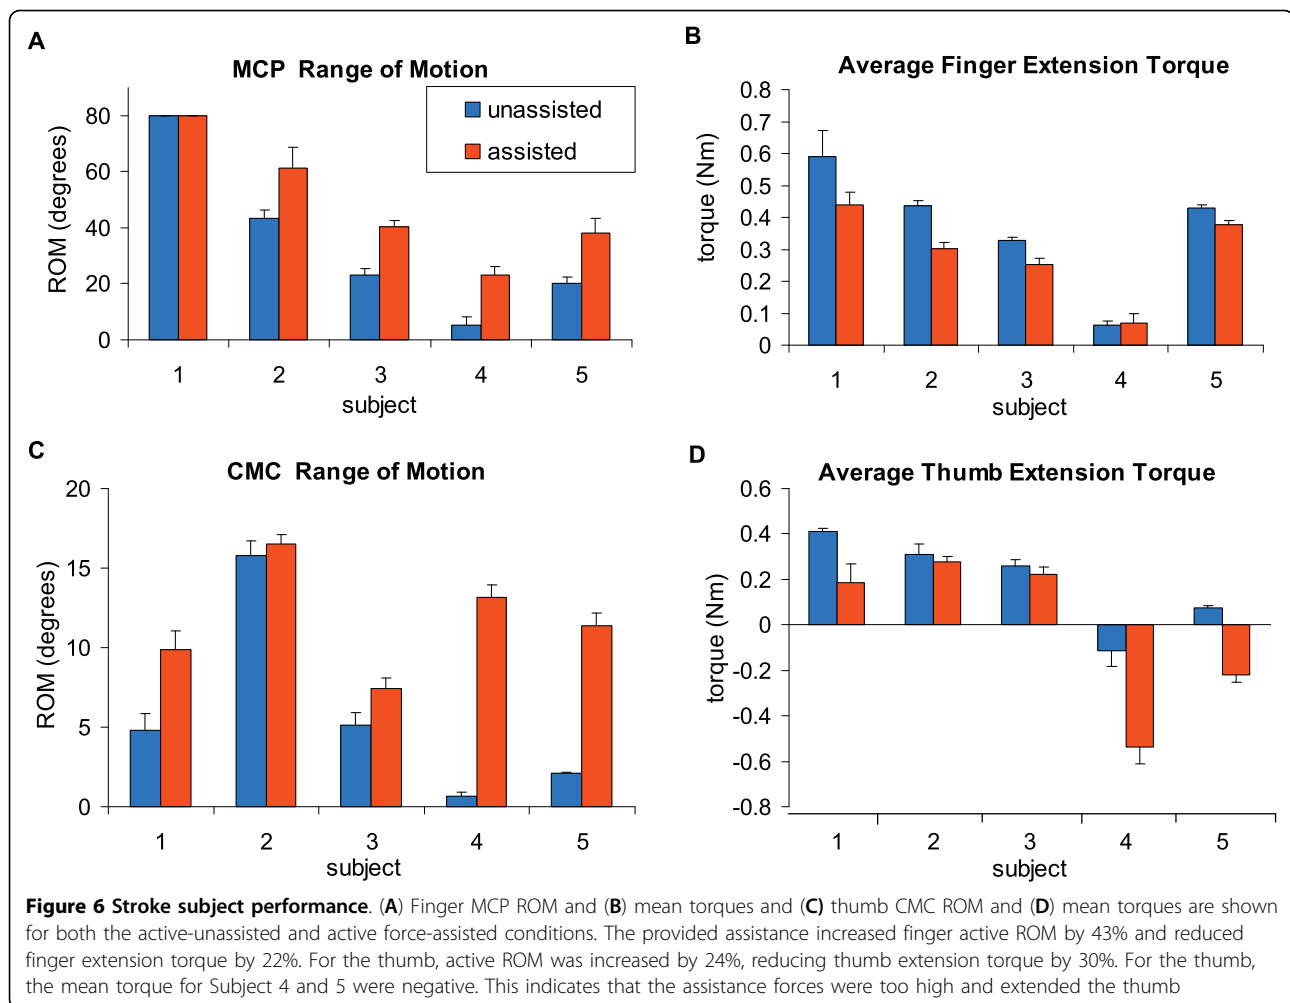 A
MCP  Range of Motion
unassisted
assisted
ROM (degrees)
80
60
40
20
0
1 2 3 4 5
subject
B
Average Finger Extension Torque
torque (Nm)
0.8
0.7
0.6
0.5
0.4
0.3
0.2
0.1
0
1 2 3 4 5
subject
C
CMC  Range of Motion
ROM (degrees)
20
15
10
5
0
1 2 3 4 5
subject
D
Average Thumb Extension Torque
torque (Nm)
0.6
0.4
0.2
0
-0.2
-0.4
-0.6
-0.8
1 2 3 4 5
subject
Figure 6 Stroke subject performance. (A) Finger MCP ROM and (B) mean torques and (C) thumb CMC ROM and (D) mean torques are shown
for both the active-unassisted and active force-assisted conditions. The provided assistance increased finger active ROM by 43% and reduced
finger extension torque by 22%. For the thumb, active ROM was increased by 24%, reducing thumb extension torque by 30%. For the thumb,
the mean torque for Subject 4 and 5 were negative. This indicates that the assistance forces were too high and extended the thumb